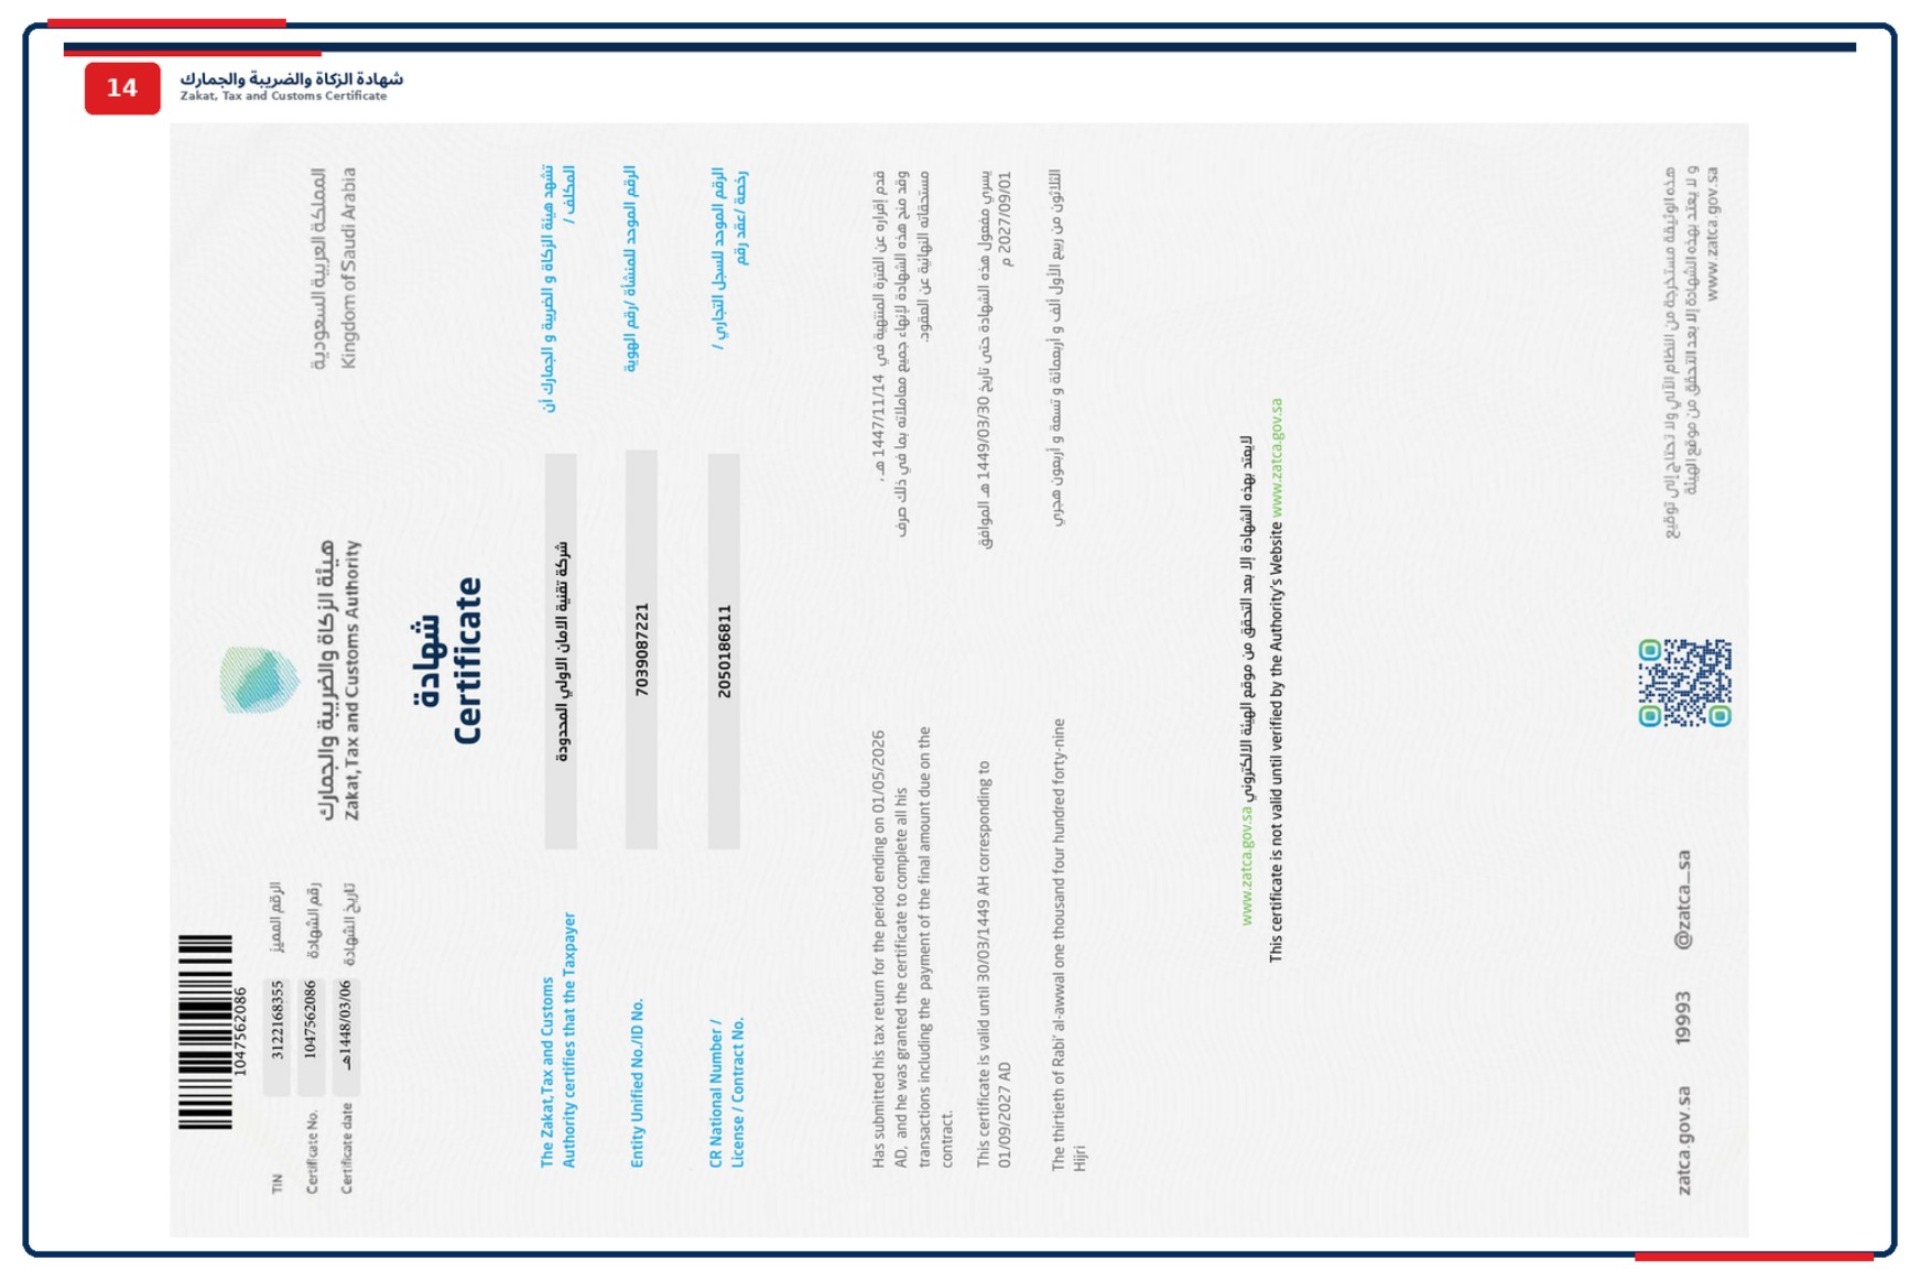 14
شهادة الزكاة والضريبة والجمارك
Zakat, Tax and Customs Certificate
المملكة العربية السعودية
Kingdom of Saudi Arabia
هيئة الزكاة والضريبة والجمارك
Zakat,Tax and Customs Authority
1047562086
TIN 3122168355 الرقم المميز
Certificate No. 1047562086 رقم الشهادة
Certificate date 1448/03/06هـ تاريخ الشهادة
شهادة
Certificate
تشهد هيئة الزكاة و الضريبة و الجمارك أن
المكلف /
شركة تقنية الامان الاولي المحدودة
The Zakat,Tax and Customs
Authority certifies that the Taxpayer
الرقم الموحد للمنشأة /رقم الهوية
7039087221
Entity Unified No./ID No.
الرقم الموحد للسجل التجاري /
رخصة /عقد رقم
2050186811
CR National Number /
License / Contract No.
قدم إقراره عن الفترة المنتهية في 1447/11/14 هـ ,
وقد منح هذه الشهادة لإنهاء جميع معاملاته بما في ذلك صرف
مستحقاته النهائية عن العقود.
Has submitted his tax return for the period ending on 01/05/2026
AD, and he was granted the certificate to complete all his
transactions including the payment of the final amount due on the
contract.
يسري مفعول هذه الشهادة حتى تاريخ 1449/03/30 هـ الموافق
2027/09/01 م
This certificate is valid until 30/03/1449 AH corresponding to
01/09/2027 AD
الثلاثون من ربيع الأول ألف و أربعمائة و تسعة و أربعون هجري
The thirtieth of Rabi' al-awwal one thousand four hundred forty-nine
Hijri
لايعتد بهذه الشهادة إلا بعد التحقق من موقع الهيئة الالكتروني www.zatca.gov.sa
This certificate is not valid until verified by the Authority's Website www.zatca.gov.sa
هذه الوثيقة مستخرجة من النظام الآلي ولا تحتاج إلى توقيع
و لا يعتد بهذه الشهادة إلا بعد التحقق من موقع الهيئة
www.zatca.gov.sa
zatca.gov.sa 19993 @zatca_sa